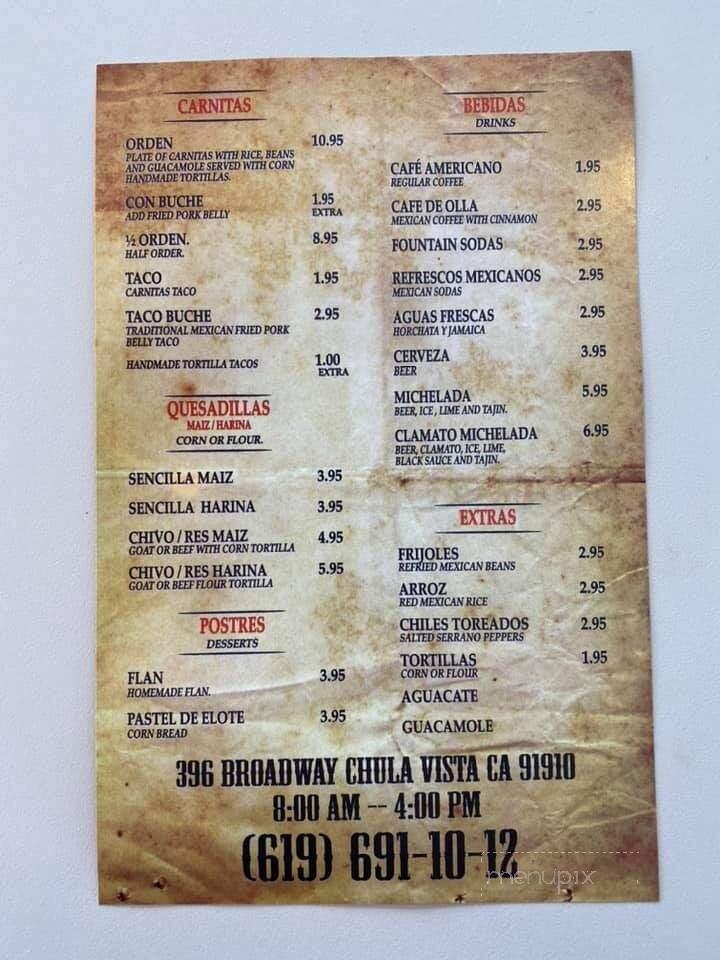 CARNITAS
ORDEN 10.95
PLATE OF CARNITAS WITH RICE, BEANS
AND GUACAMOLE SERVED WITH CORN
HANDMADE TORTILLAS.
CON BUCHE 1.95
ADD FRIED PORK BELLY EXTRA
½ ORDEN. 8.95
HALF ORDER.
TACO 1.95
CARNITAS TACO
TACO BUCHE 2.95
TRADITIONAL MEXICAN FRIED PORK
BELLY TACO
HANDMADE TORTILLA TACOS 1.00
EXTRA
QUESADILLAS
MAIZ / HARINA
CORN OR FLOUR.
SENCILLA MAIZ 3.95
SENCILLA HARINA 3.95
CHIVO / RES MAIZ 4.95
GOAT OR BEEF WITH CORN TORTILLA
CHIVO / RES HARINA 5.95
GOAT OR BEEF FLOUR TORTILLA
POSTRES
DESSERTS
FLAN 3.95
HOMEMADE FLAN.
PASTEL DE ELOTE 3.95
CORN BREAD
BEBIDAS
DRINKS
CAFÉ AMERICANO 1.95
REGULAR COFFEE
CAFE DE OLLA 2.95
MEXICAN COFFEE WITH CINNAMON
FOUNTAIN SODAS 2.95
REFRESCOS MEXICANOS 2.95
MEXICAN SODAS
AGUAS FRESCAS 2.95
HORCHATA Y JAMAICA
CERVEZA 3.95
BEER
MICHELADA 5.95
BEER, ICE , LIME AND TAJIN.
CLAMATO MICHELADA 6.95
BEER, CLAMATO, ICE, LIME,
BLACK SAUCE AND TAJIN.
EXTRAS
FRIJOLES 2.95
REFRIED MEXICAN BEANS
ARROZ 2.95
RED MEXICAN RICE
CHILES TOREADOS 2.95
SALTED SERRANO PEPPERS
TORTILLAS 1.95
CORN OR FLOUR
AGUACATE
GUACAMOLE
396 BROADWAY CHULA VISTA CA 91910
8:00 AM -- 4:00 PM
(619) 691-10-12
menupix